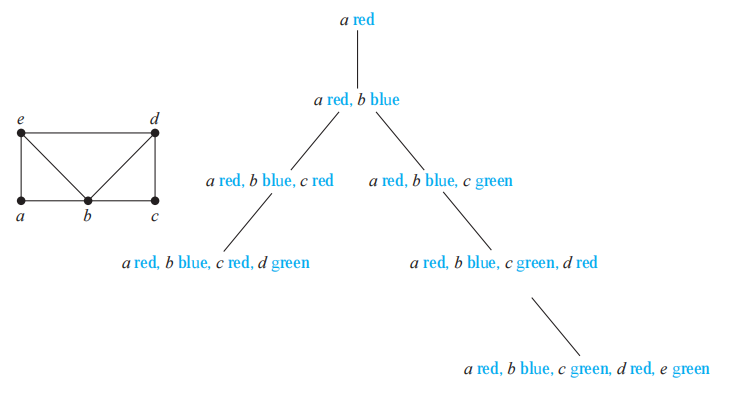 a red
a red, b blue
e
d
a red, b blue, c red
a red, b blue, c green
a
b
c
a red, b blue, c red, d green
a red, b blue, c green, d red
a red, b blue, c green, d red, e green